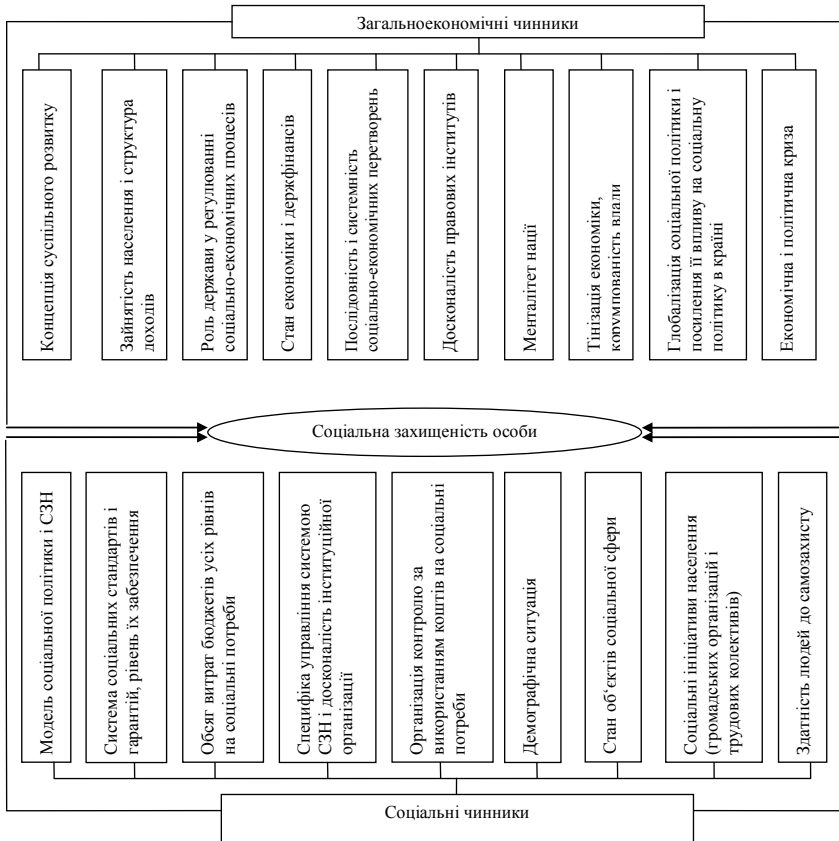 Загальноекономічні чинники
Концепція суспільного розвитку
Зайнятість населення і структура
доходів
Роль держави у регулюванні
соціально-економічних процесів
Стан економіки і держфінансів
Послідовність і системність
соціально-економічних перетворень
Досконалість правових інститутів
Менталітет нації
Тінізація економіки,
корумпованість влади
Глобалізація соціальної політики і
посилення її впливу на соціальну
політику в країні
Економічна і політична криза
Соціальна захищеність особи
Модель соціальної політики і СЗН
Система соціальних стандартів і
гарантій, рівень їх забезпечення
Обсяг витрат бюджетів усіх рівнів
на соціальні потреби
Специфіка управління системою
СЗН і досконалість інституційної
організації
Організація контролю за
використанням коштів на соціальні
потреби
Демографічна ситуація
Стан об‘єктів соціальної сфери
Соціальні ініціативи населення
(громадських організацій і
трудових колективів)
Здатність людей до самозахисту
Соціальні чинники